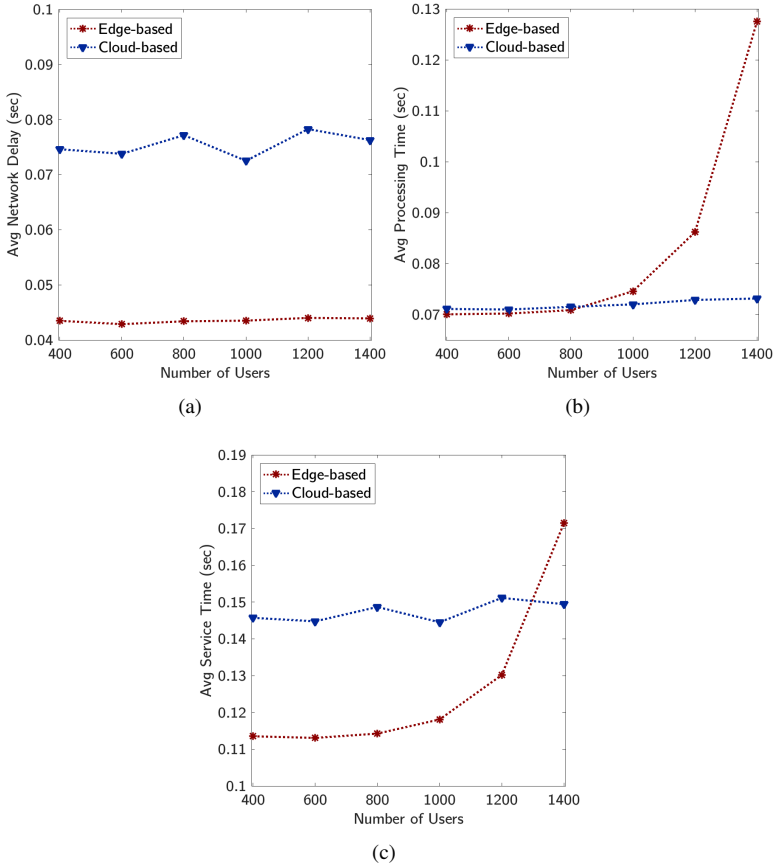 0.1
0.09
0.08
0.07
0.06
0.05
0.04
400 600 800 1000 1200 1400
Avg Network Delay (sec)
Number of Users
Edge-based
Cloud-based
(a)
0.13
0.12
0.11
0.1
0.09
0.08
0.07
400 600 800 1000 1200 1400
Avg Processing Time (sec)
Number of Users
Edge-based
Cloud-based
(b)
0.19
0.18
0.17
0.16
0.15
0.14
0.13
0.12
0.11
0.1
400 600 800 1000 1200 1400
Avg Service Time (sec)
Number of Users
Edge-based
Cloud-based
(c)